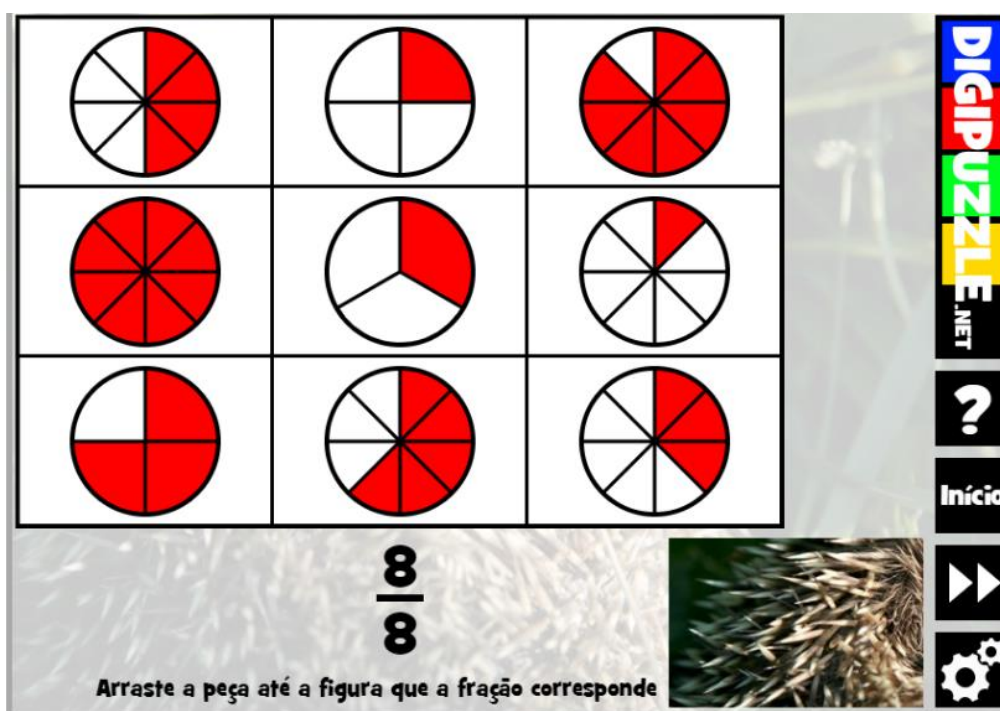 DIGIPUZZLE.NET
?
Início
8
8
Arraste a peça até a figura que a fração corresponde